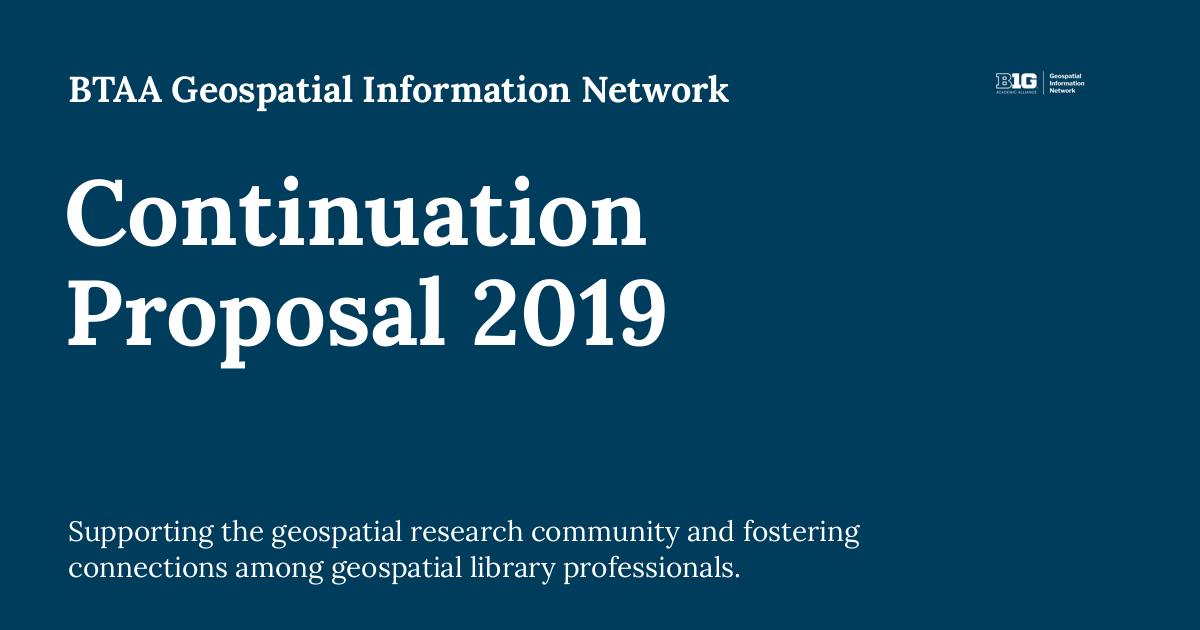 BTAA Geospatial Information Network
B1G
ACADEMIC ALLIANCE
Geospatial
Information
Network
Continuation
Proposal 2019
Supporting the geospatial research community and fostering
connections among geospatial library professionals.